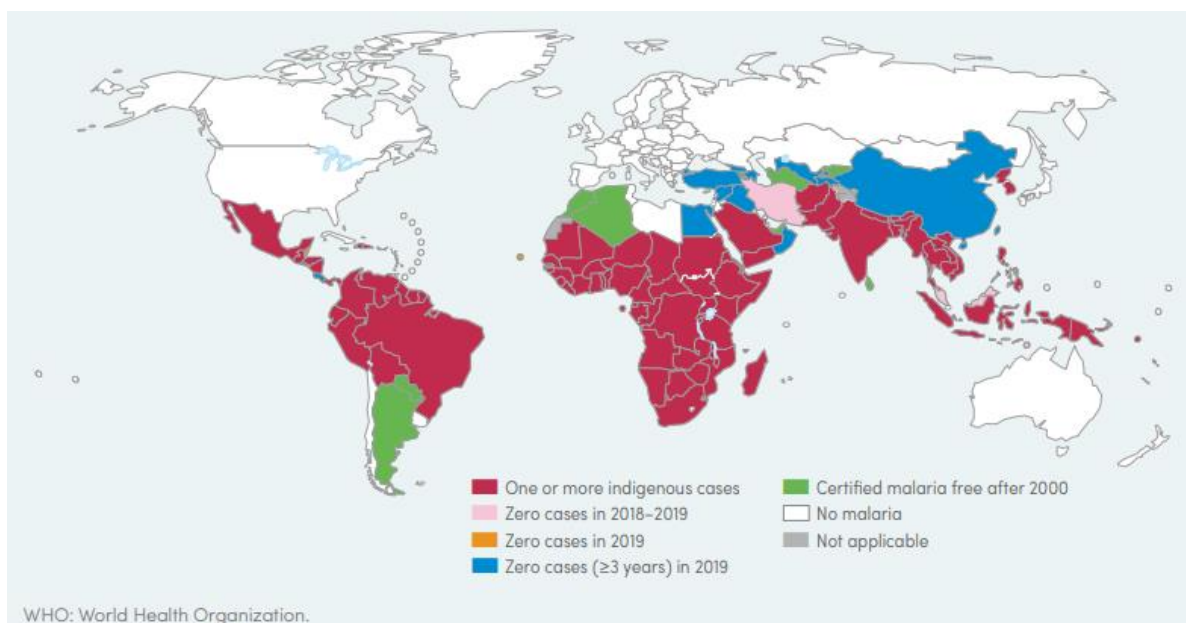 One or more indigenous cases
Zero cases in 2018–2019
Zero cases in 2019
Zero cases (≥3 years) in 2019
Certified malaria free after 2000
No malaria
Not applicable
WHO: World Health Organization.